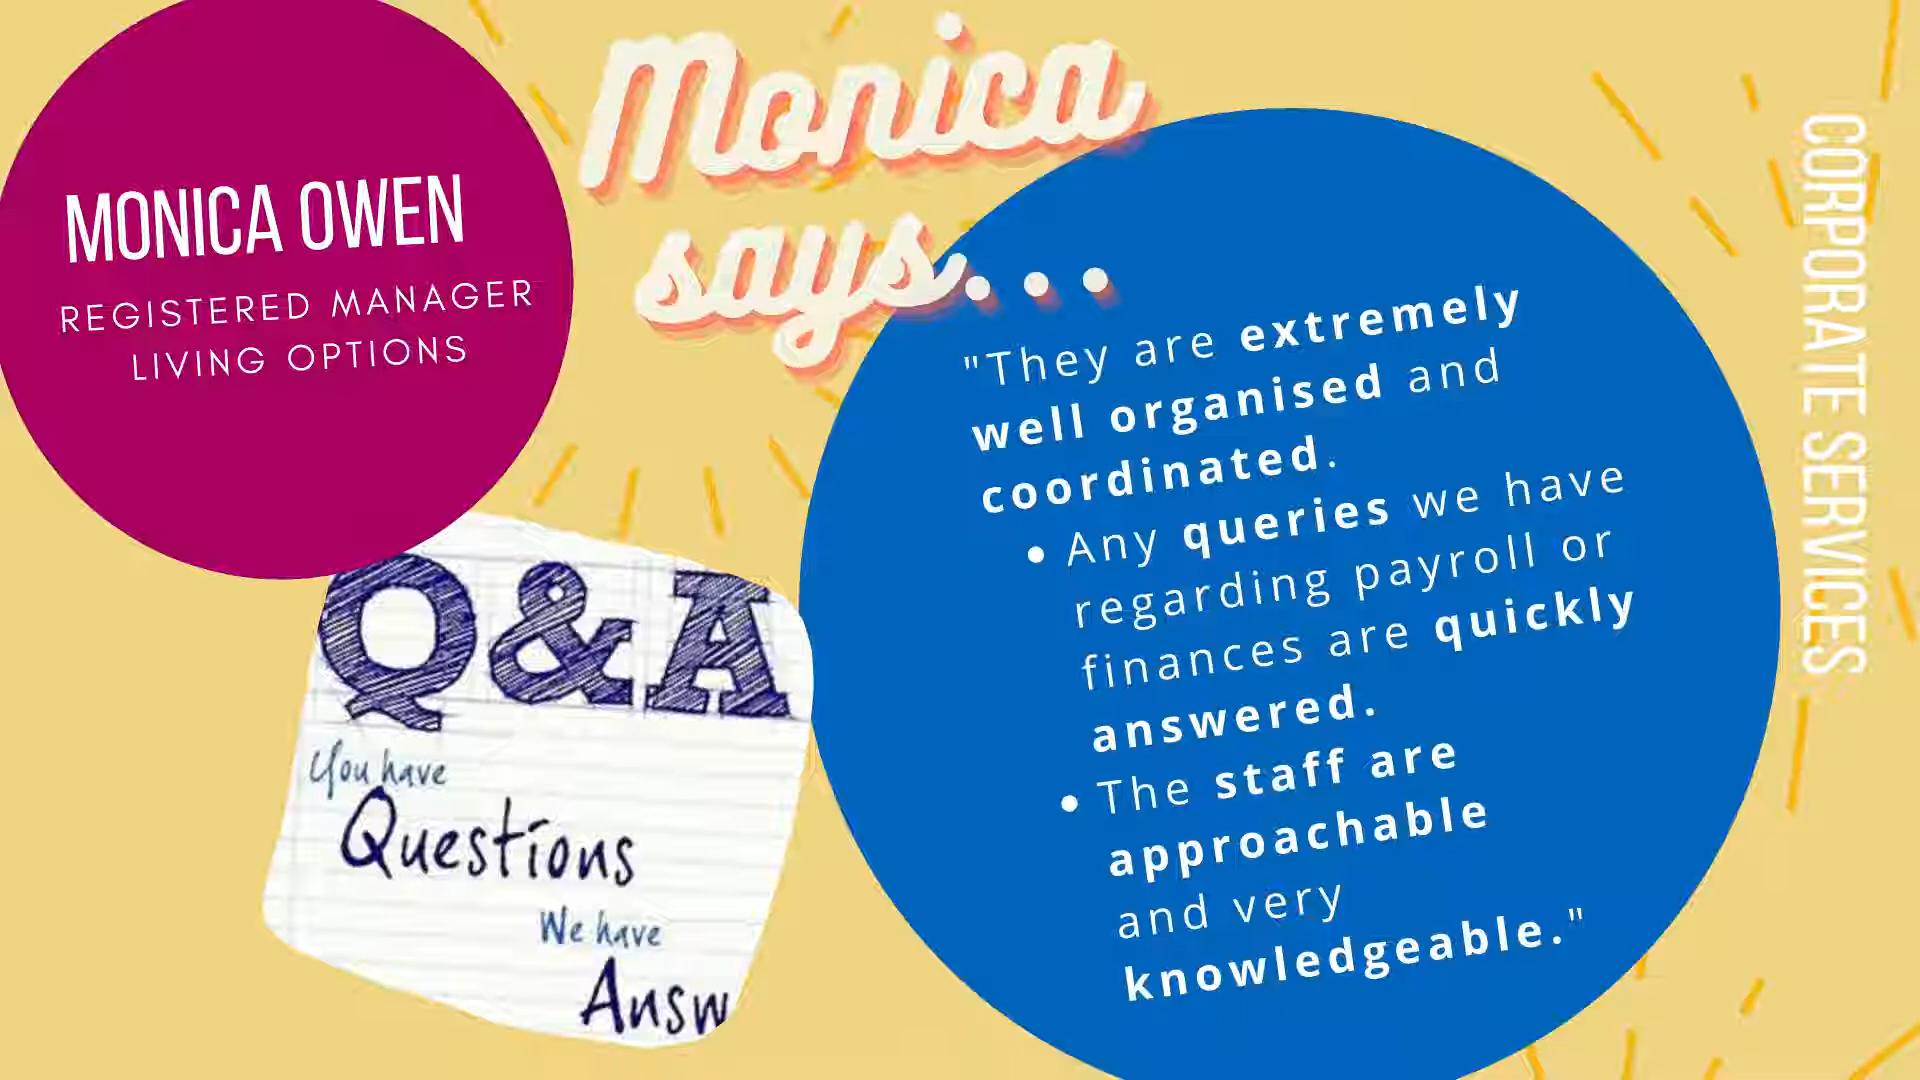 MONICA OWEN
REGISTERED MANAGER
LIVING OPTIONS
Monica
says...
"They are extremely
well organised and
coordinated.
• Any queries we have
regarding payroll or
finances are quickly
answered.
• The staff are
approachable
and very
knowledgeable."
Q&A
You have
Questions
We have
Answ
CORPORATE SERVICES